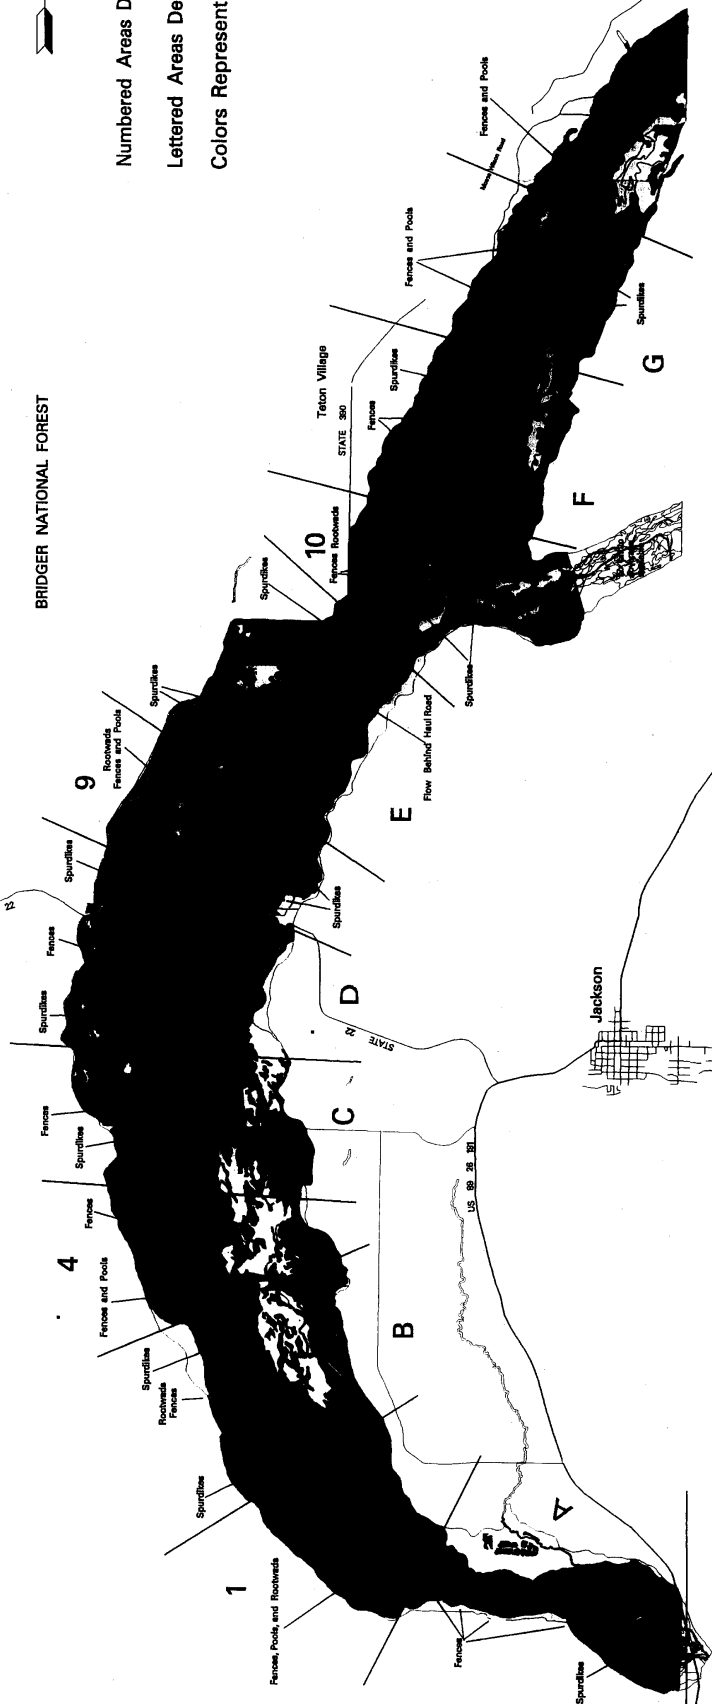 Numbered Areas D
Lettered Areas De
Colors Represent
BRIDGER NATIONAL FOREST
Fences and Pools
Fences and Pools
Spurdikes
G
Teton Village
STATE 390
Spurdikes
Fences
F
10
Fences Rootwads
Spurdikes
Spurdikes
Spurdikes
Rootwads
Fences and Pools
9
Flow Behind Haul Road
E
Spurdikes
22
Fences
Spurdikes
Spurdikes
D
STATE 22
Jackson
Fences
Spurdikes
C
US 89 26 191
Fences
4
Fences and Pools
B
Spurdikes
Rootwads
Fences
Spurdikes
A
1
Fences, Pools, and Rootwads
Fences
Spurdikes